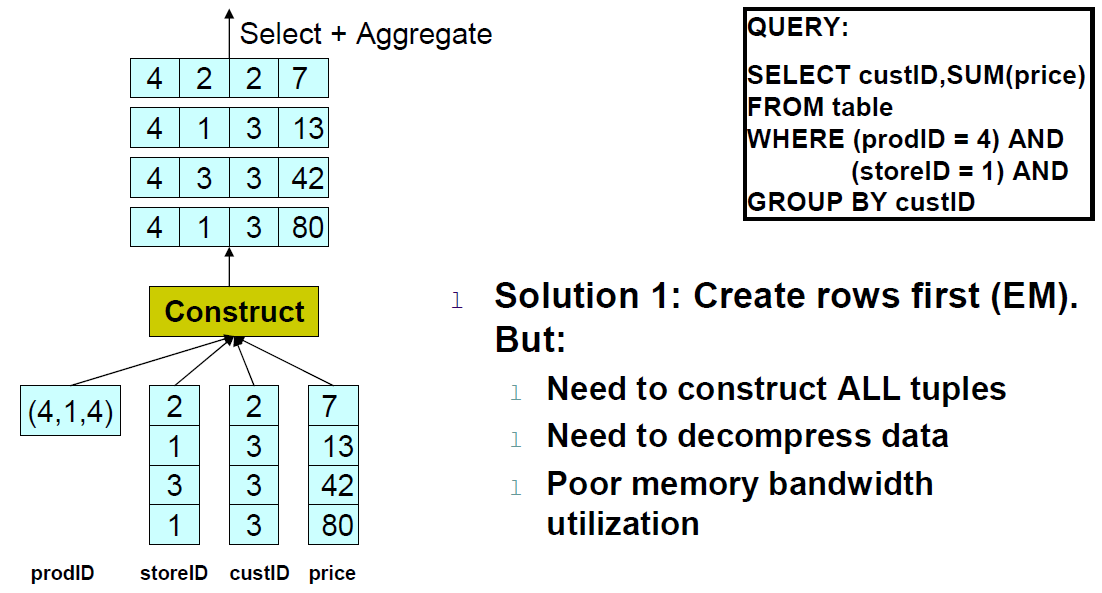 Select + Aggregate
4 2 2 7
4 1 3 13
4 3 3 42
4 1 3 80
Construct
(4,1,4) 2 2 7
1 3 13
3 3 42
1 3 80
prodID storeID custID price
QUERY:
SELECT custID,SUM(price)
FROM table
WHERE (prodID = 4) AND
(storeID = 1) AND
GROUP BY custID
l Solution 1: Create rows first (EM).
But:
l Need to construct ALL tuples
l Need to decompress data
l Poor memory bandwidth
utilization